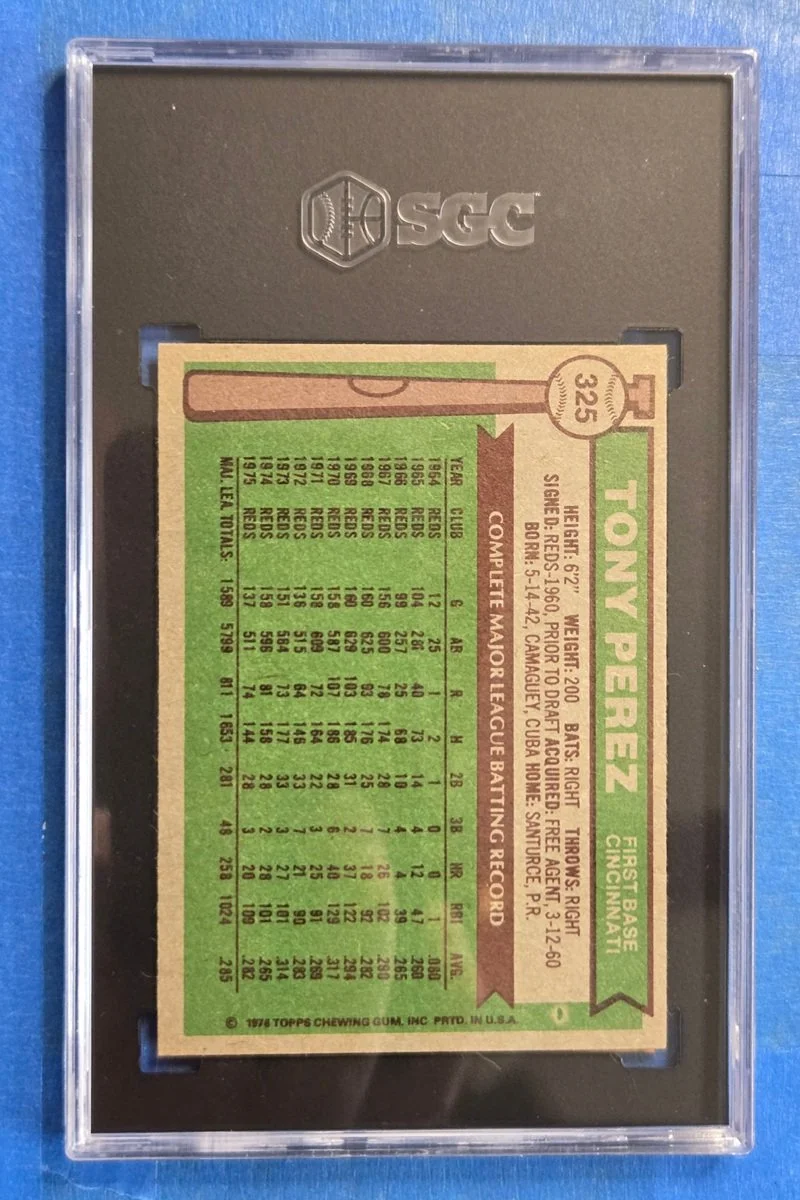 SGC
325
TONY PEREZ
FIRST BASE
CINCINNATI
HEIGHT: 6'2" WEIGHT: 200 BATS: RIGHT THROWS: RIGHT
SIGNED: REDS-1960, PRIOR TO DRAFT ACQUIRED: FREE AGENT, 3-12-60
BORN: 5-14-42, CAMAGUEY, CUBA HOME: SANTURCE, P.R.
COMPLETE MAJOR LEAGUE BATTING RECORD
YEAR CLUB G AB R H 2B 3B HR RBI AVG.
1964 REDS 12 25 1 2 1 0 0 1 .080
1965 REDS 104 281 40 73 14 4 12 47 .260
1966 REDS 99 257 25 68 10 4 4 39 .265
1967 REDS 156 600 78 174 28 7 26 102 .290
1968 REDS 160 625 93 176 25 7 18 92 .282
1969 REDS 160 629 103 185 31 2 37 122 .294
1970 REDS 158 587 107 186 28 6 40 129 .317
1971 REDS 158 609 72 164 22 3 25 91 .269
1972 REDS 136 515 64 146 33 7 21 90 .283
1973 REDS 151 564 73 177 33 3 27 101 .314
1974 REDS 158 596 81 158 28 2 28 101 .265
1975 REDS 137 511 74 144 28 3 20 109 .282
MAJ. LEA. TOTALS: 1589 5799 811 1653 281 48 258 1024 .285
© 1976 TOPPS CHEWING GUM, INC PRTD. IN U.S.A.